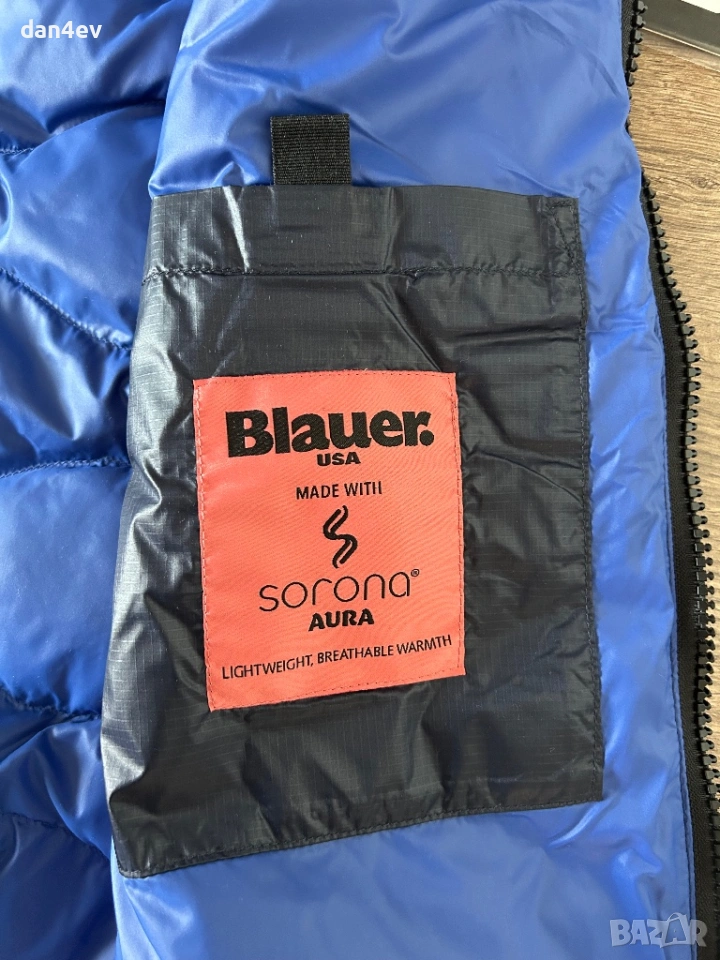 dan4ev
Blauer.
USA
MADE WITH
sorona®
AURA
LIGHTWEIGHT, BREATHABLE WARMTH
BAZAR